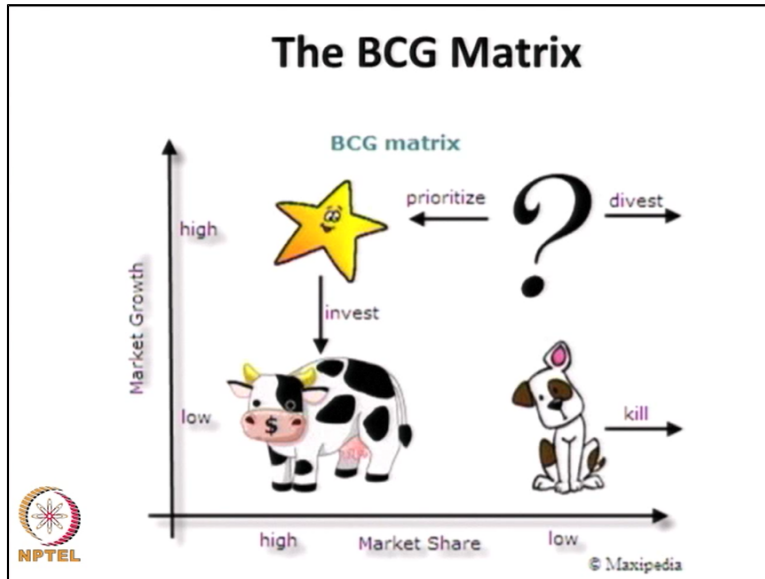 The BCG Matrix
BCG matrix
prioritize
?
divest
high
Market Growth
invest
low
$
kill
high
Market Share
low
NPTEL
© Maxipedia